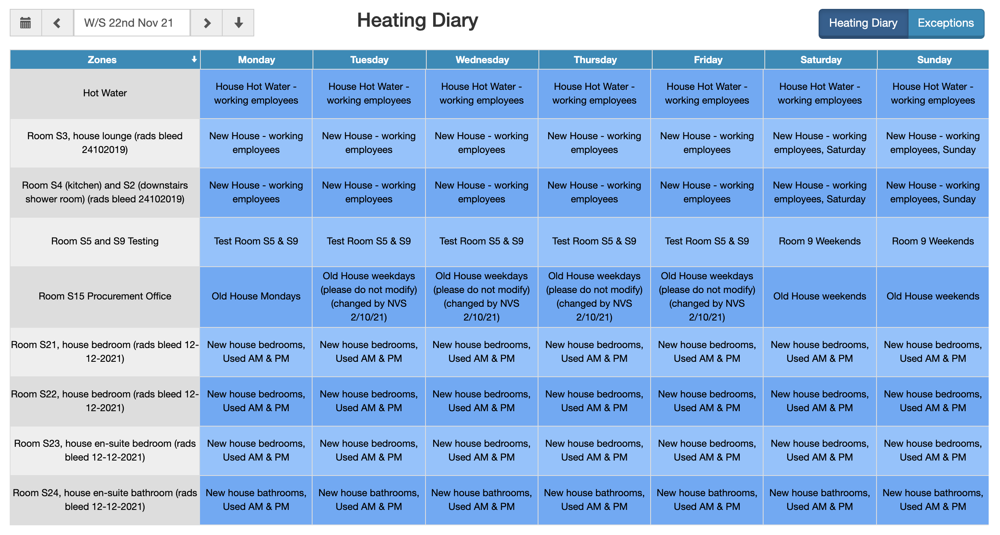 W/S 22nd Nov 21
Heating Diary
Heating Diary
Exceptions
Zones
Monday
Tuesday
Wednesday
Thursday
Friday
Saturday
Sunday
Hot Water
House Hot Water -
working employees
House Hot Water -
working employees
House Hot Water -
working employees
House Hot Water -
working employees
House Hot Water -
working employees
House Hot Water -
working employees
House Hot Water -
working employees
Room S3, house lounge (rads bleed
24102019)
New House - working
employees
New House - working
employees
New House - working
employees
New House - working
employees
New House - working
employees
New House - working
employees, Saturday
New House - working
employees, Sunday
Room S4 (kitchen) and S2 (downstairs
shower room) (rads bleed 24102019)
New House - working
employees
New House - working
employees
New House - working
employees
New House - working
employees
New House - working
employees
New House - working
employees, Saturday
New House - working
employees, Sunday
Room S5 and S9 Testing
Test Room S5 & S9
Test Room S5 & S9
Test Room S5 & S9
Test Room S5 & S9
Test Room S5 & S9
Room 9 Weekends
Room 9 Weekends
Room S15 Procurement Office
Old House Mondays
Old House weekdays
(please do not modify)
(changed by NVS
2/10/21)
Old House weekdays
(please do not modify)
(changed by NVS
2/10/21)
Old House weekdays
(please do not modify)
(changed by NVS
2/10/21)
Old House weekdays
(please do not modify)
(changed by NVS
2/10/21)
Old House weekends
Old House weekends
Room S21, house bedroom (rads bleed 12-
12-2021)
New house bedrooms,
Used AM & PM
New house bedrooms,
Used AM & PM
New house bedrooms,
Used AM & PM
New house bedrooms,
Used AM & PM
New house bedrooms,
Used AM & PM
New house bedrooms,
Used AM & PM
New house bedrooms,
Used AM & PM
Room S22, house bedroom (rads bleed 12-
12-2021)
New house bedrooms,
Used AM & PM
New house bedrooms,
Used AM & PM
New house bedrooms,
Used AM & PM
New house bedrooms,
Used AM & PM
New house bedrooms,
Used AM & PM
New house bedrooms,
Used AM & PM
New house bedrooms,
Used AM & PM
Room S23, house en-suite bedroom (rads
bleed 12-12-2021)
New house bedrooms,
Used AM & PM
New house bedrooms,
Used AM & PM
New house bedrooms,
Used AM & PM
New house bedrooms,
Used AM & PM
New house bedrooms,
Used AM & PM
New house bedrooms,
Used AM & PM
New house bedrooms,
Used AM & PM
Room S24, house en-suite bathroom (rads
bleed 12-12-2021)
New house bathrooms,
Used AM & PM
New house bathrooms,
Used AM & PM
New house bathrooms,
Used AM & PM
New house bathrooms,
Used AM & PM
New house bathrooms,
Used AM & PM
New house bathrooms,
Used AM & PM
New house bathrooms,
Used AM & PM